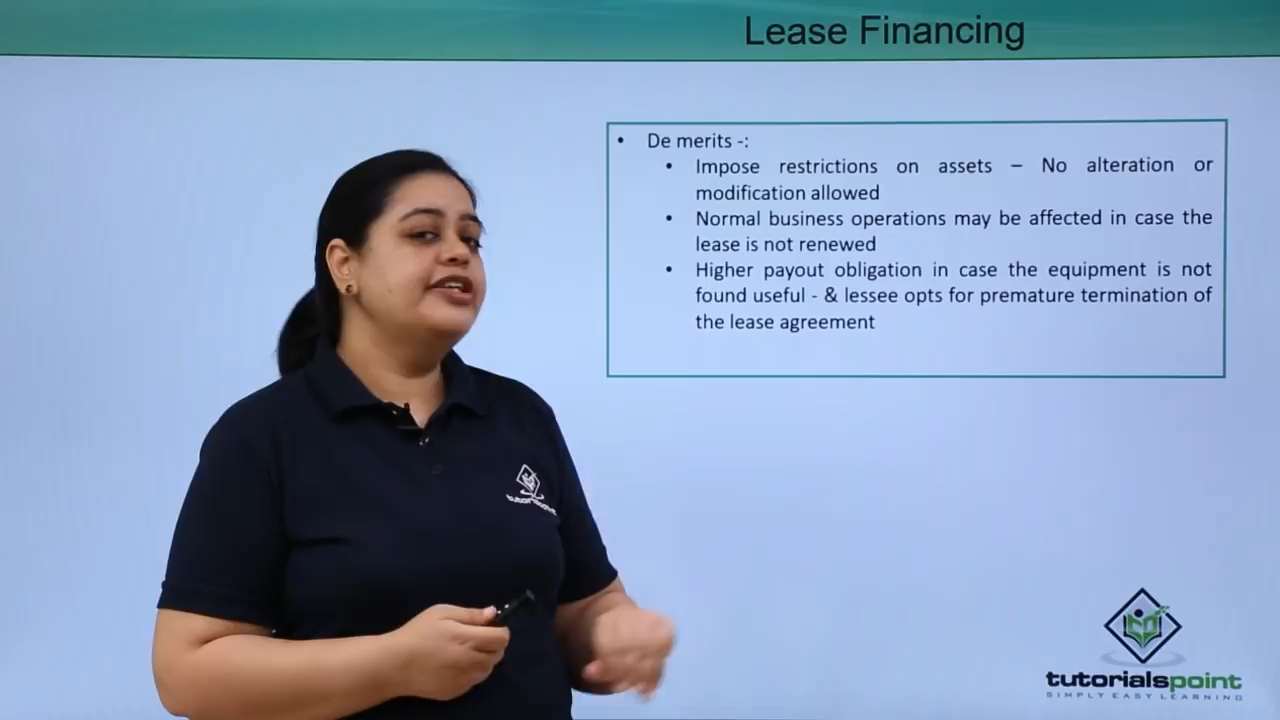 Lease Financing
• De merits -:
• Impose restrictions on assets – No alteration or
modification allowed
• Normal business operations may be affected in case the
lease is not renewed
• Higher payout obligation in case the equipment is not
found useful - & lessee opts for premature termination of
the lease agreement
tutorialspoint
tutorialspoint
SIMPLY EASY LEARNING